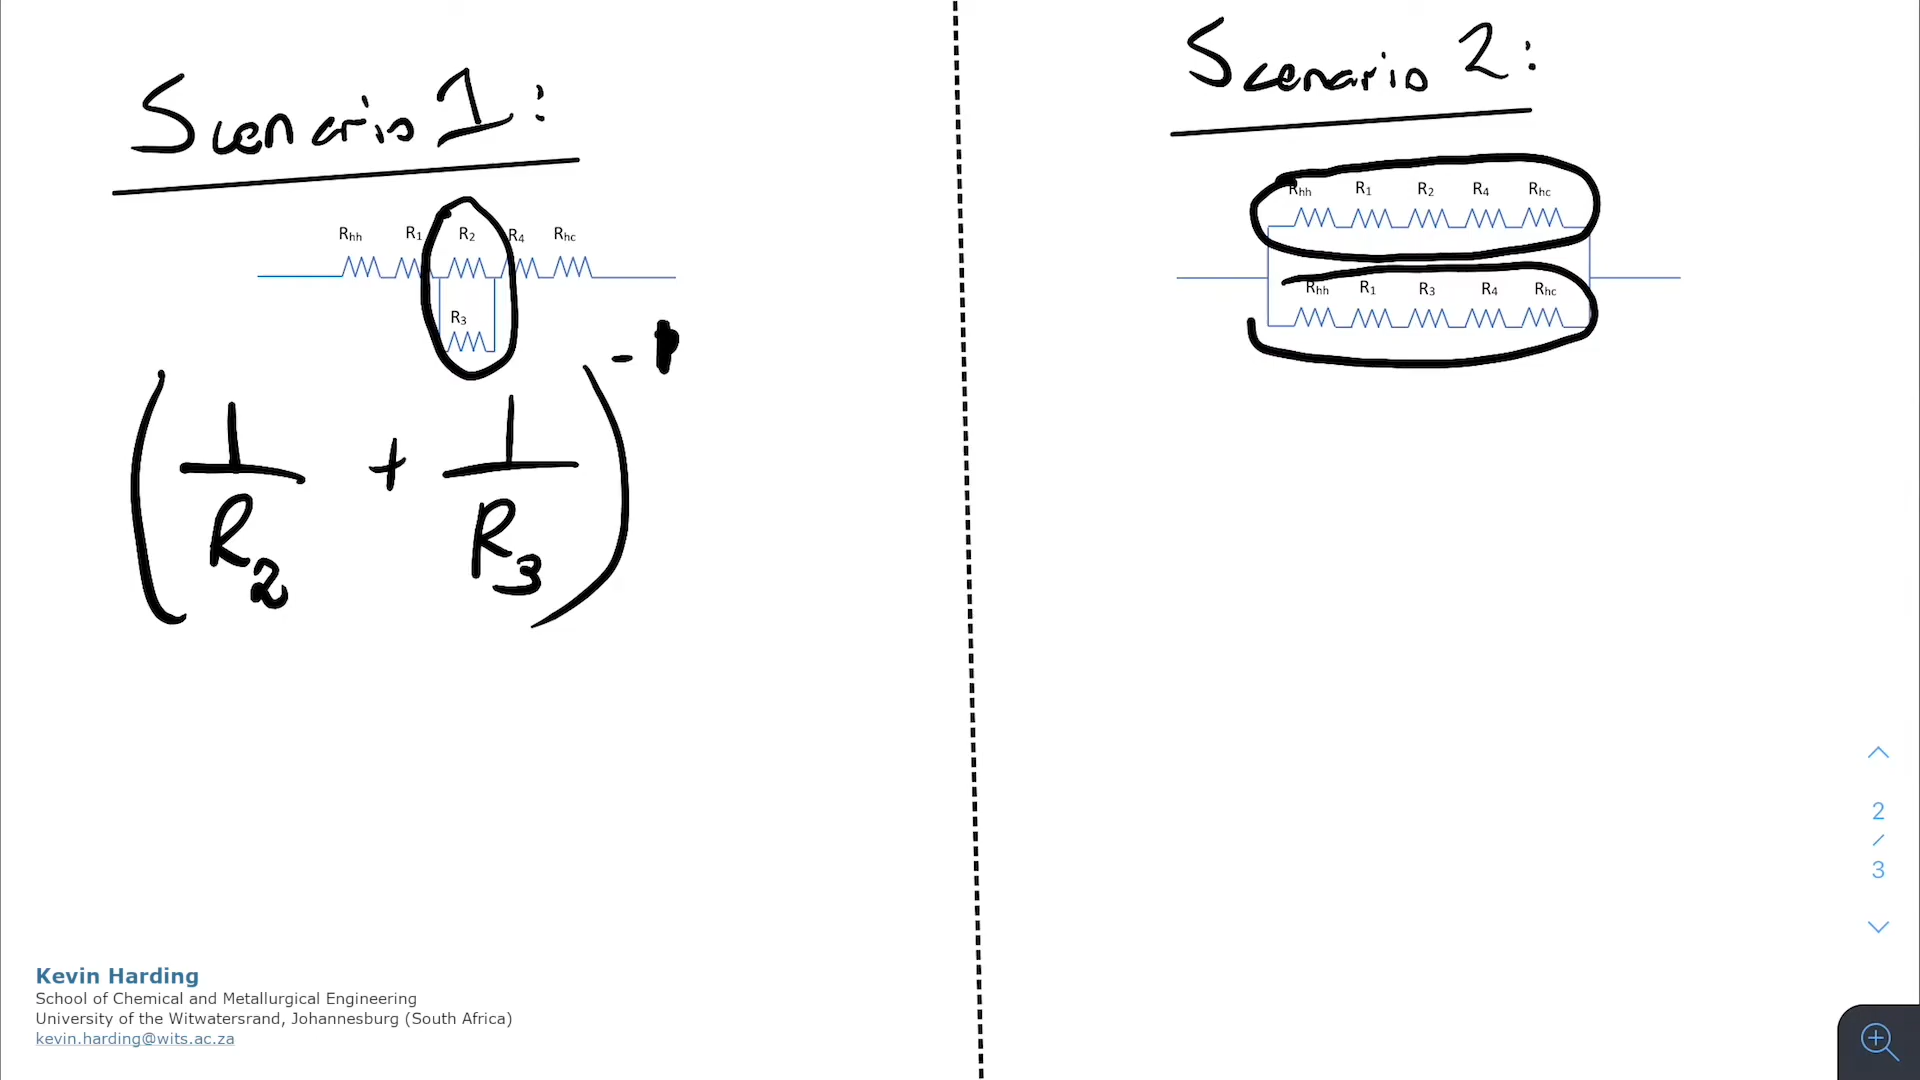 Scenario 1:
Rhh R1 R2 R4 Rhc
R3
(1/R2 + 1/R3)^-1
Scenario 2:
Rhh R1 R2 R4 Rhc
Rhh R1 R3 R4 Rhc
2
/
3
Kevin Harding
School of Chemical and Metallurgical Engineering
University of the Witwatersrand, Johannesburg (South Africa)
kevin.harding@wits.ac.za